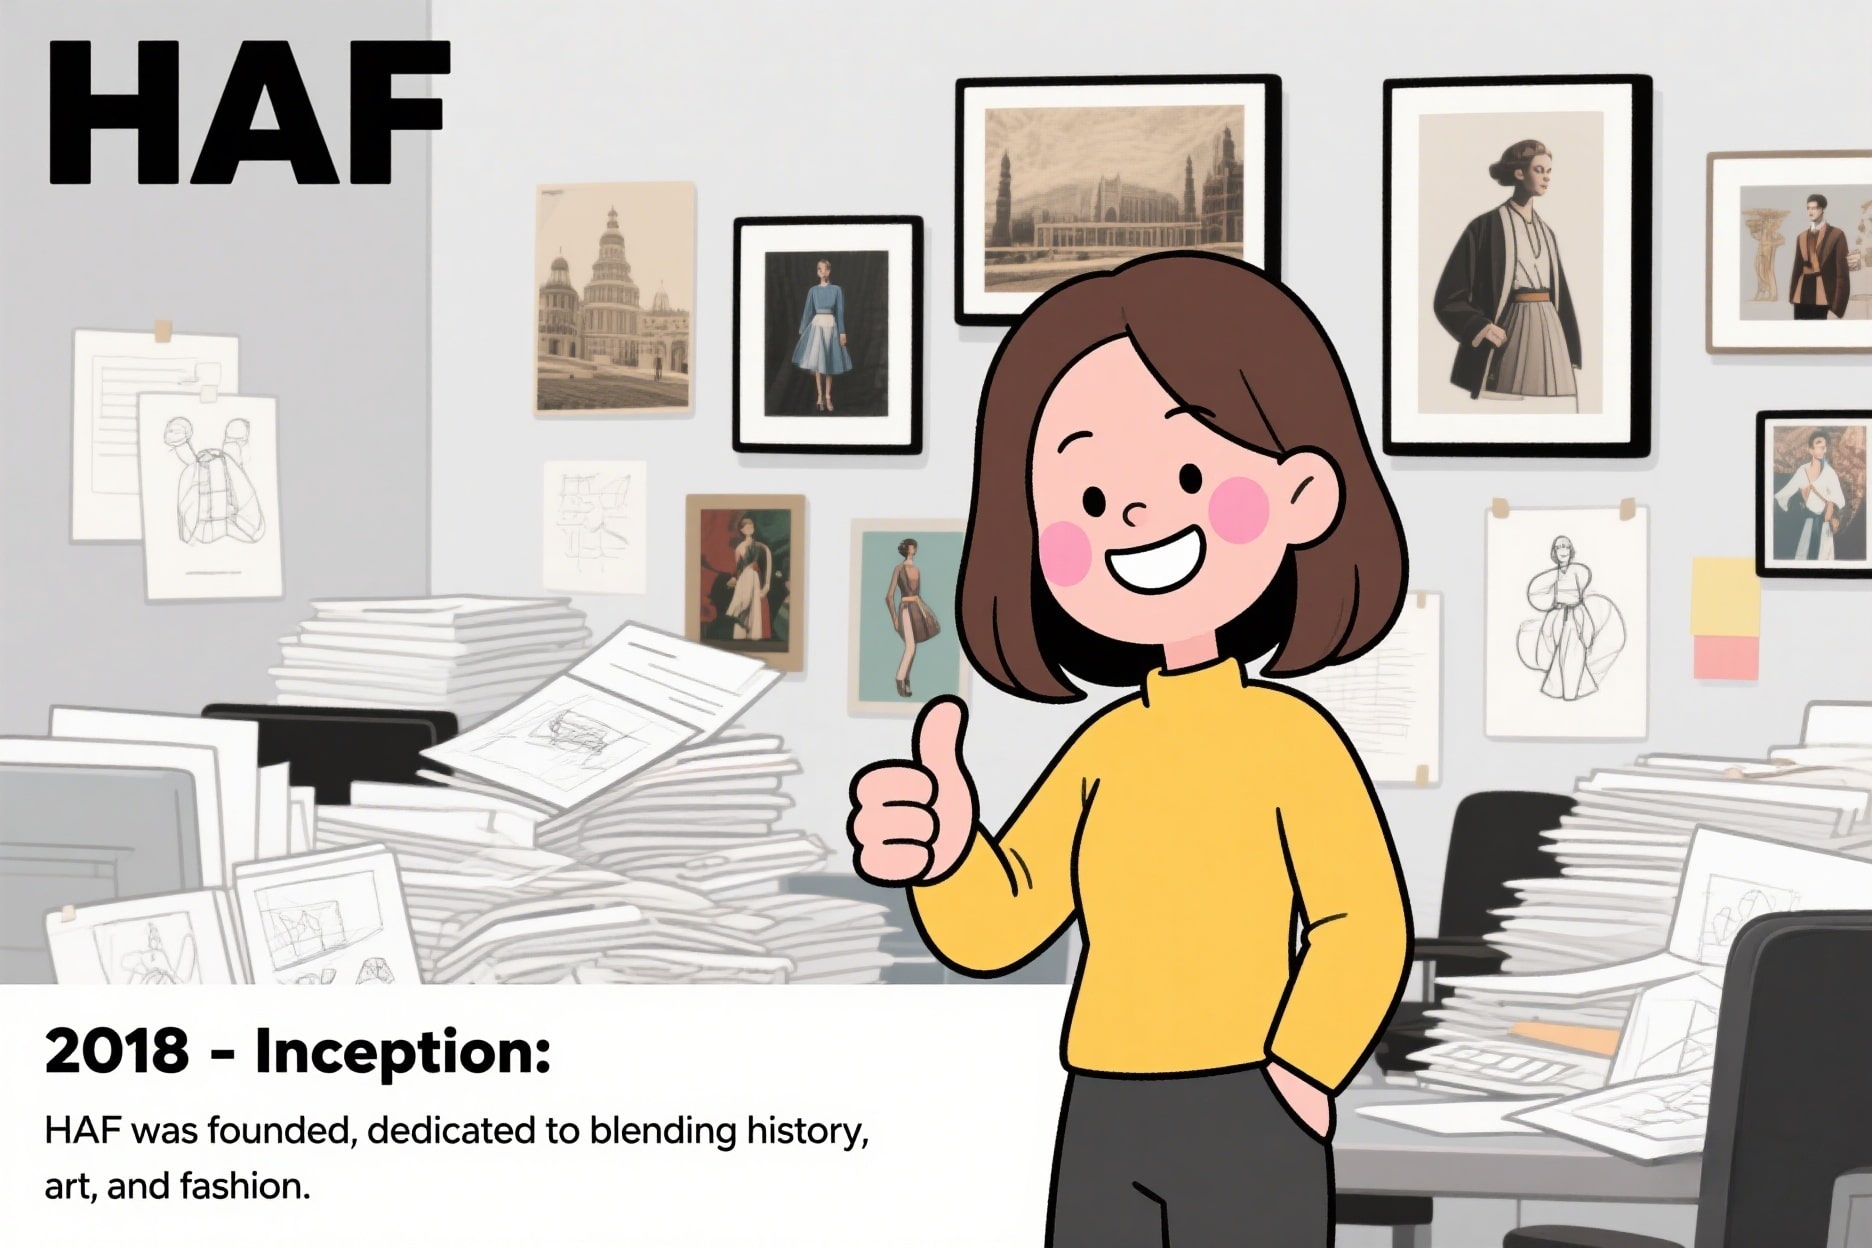 HAF
2018 - Inception:
HAF was founded, dedicated to blending history,
art, and fashion.